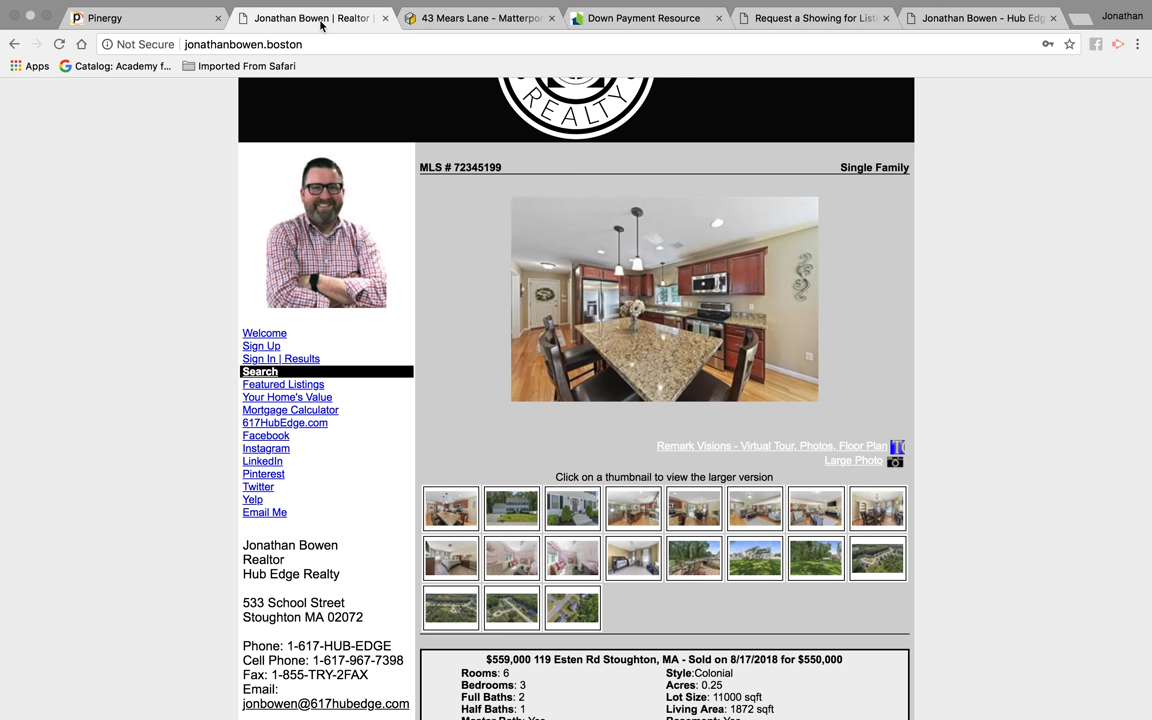 Pinergy
Jonathan Bowen | Realtor |
43 Mears Lane - Matterpor
Down Payment Resource
Request a Showing for Listi
Jonathan Bowen - Hub Edg
Jonathan
Not Secure | jonathanbowen.boston
Apps
Catalog: Academy f...
Imported From Safari
REALTY
MLS # 72345199
Single Family
Welcome
Sign Up
Sign In | Results
Search
Featured Listings
Your Home's Value
Mortgage Calculator
617HubEdge.com
Facebook
Instagram
LinkedIn
Pinterest
Twitter
Yelp
Email Me
Jonathan Bowen
Realtor
Hub Edge Realty
533 School Street
Stoughton MA 02072
Phone: 1-617-HUB-EDGE
Cell Phone: 1-617-967-7398
Fax: 1-855-TRY-2FAX
Email:
jonbowen@617hubedge.com
Remark Visions - Virtual Tour, Photos, Floor Plan
Large Photo
Click on a thumbnail to view the larger version
$559,000 119 Esten Rd Stoughton, MA - Sold on 8/17/2018 for $550,000
Rooms: 6
Style:Colonial
Bedrooms: 3
Acres: 0.25
Full Baths: 2
Lot Size: 11000 sqft
Half Baths: 1
Living Area: 1872 sqft
Master Bath: Yes
Basement: Yes